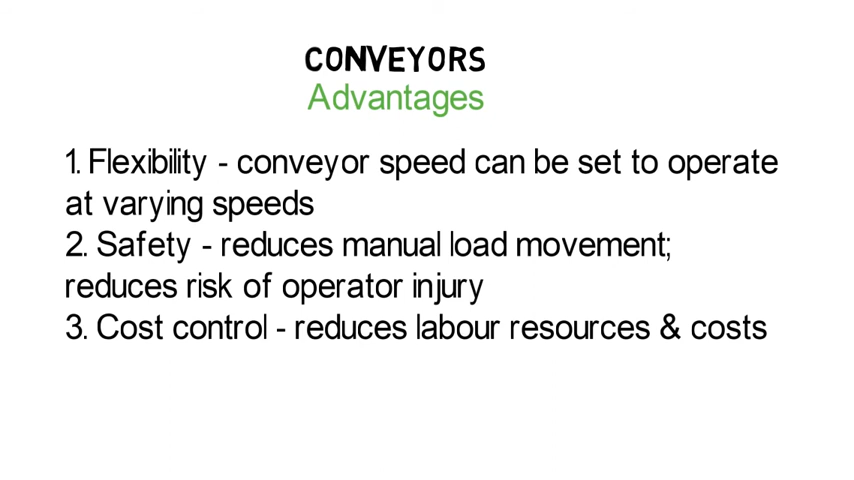 CONVEYORS
Advantages
1. Flexibility - conveyor speed can be set to operate
at varying speeds
2. Safety - reduces manual load movement;
reduces risk of operator injury
3. Cost control - reduces labour resources & costs